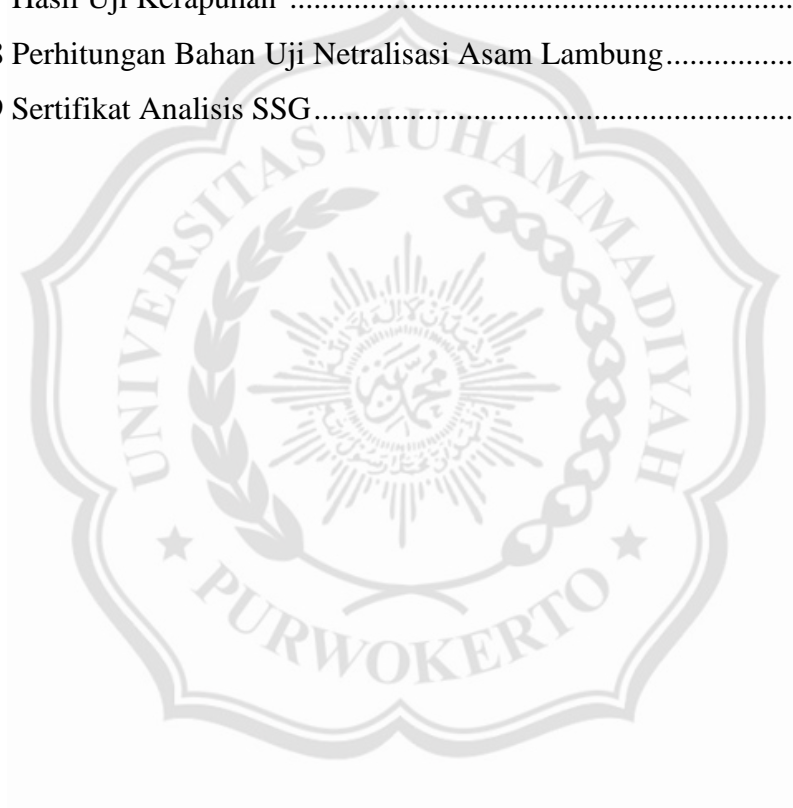 Hasil Uji Kerapuhan ...............................................................
8 Perhitungan Bahan Uji Netralisasi Asam Lambung................
9 Sertifikat Analisis SSG............................................................
UNIVERSITAS MUHAMMADIYAH
PURWOKERTO